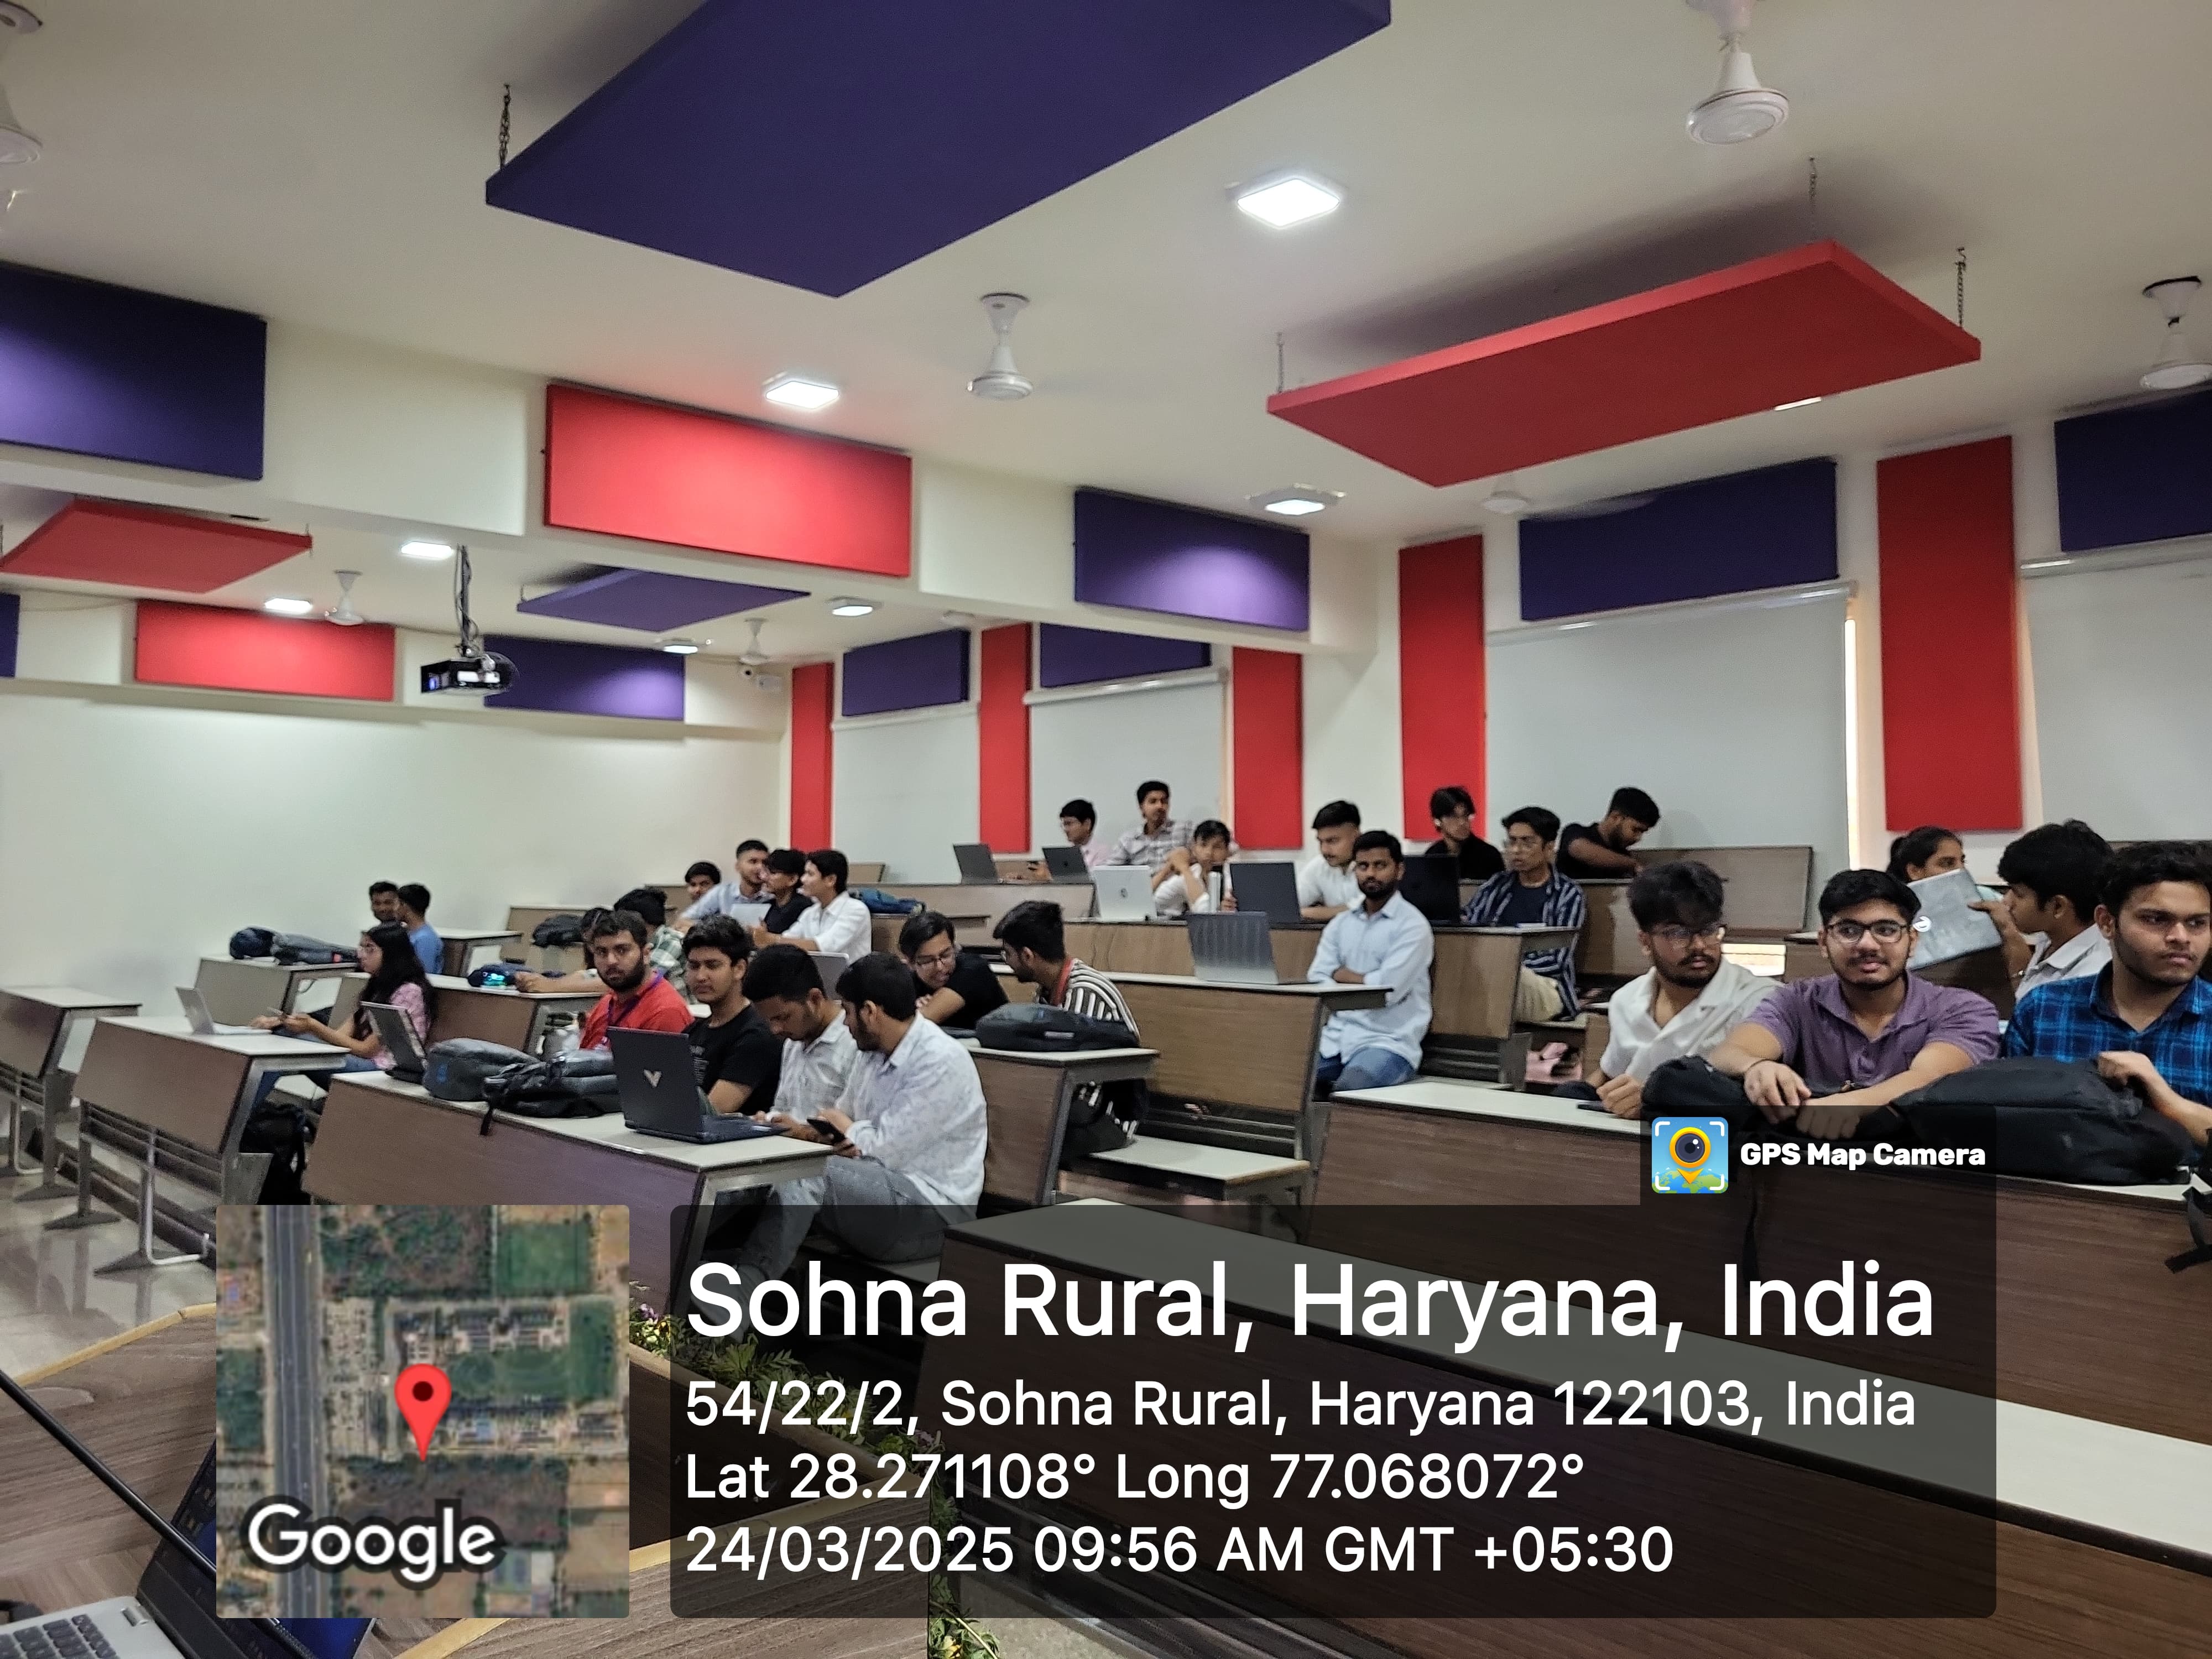 GPS Map Camera
Sohna Rural, Haryana, India
54/22/2, Sohna Rural, Haryana 122103, India
Lat 28.271108° Long 77.068072°
24/03/2025 09:56 AM GMT +05:30
Google